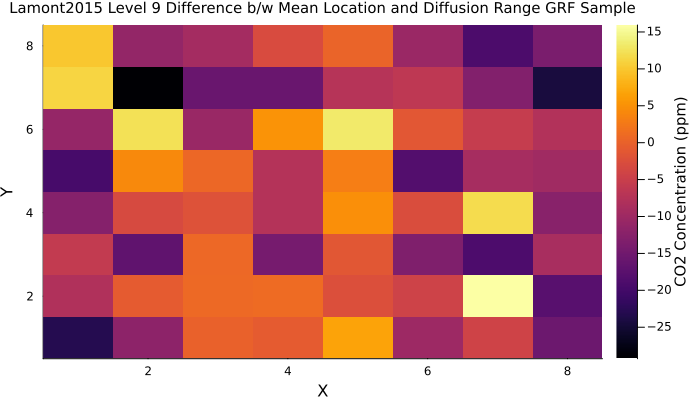 Lamont2015 Level 9 Difference b/w Mean Location and Diffusion Range GRF Sample
8
6
4
2
Y
2 4 6 8
X
15
10
5
0
−5
−10
−15
−20
−25
CO2 Concentration (ppm)